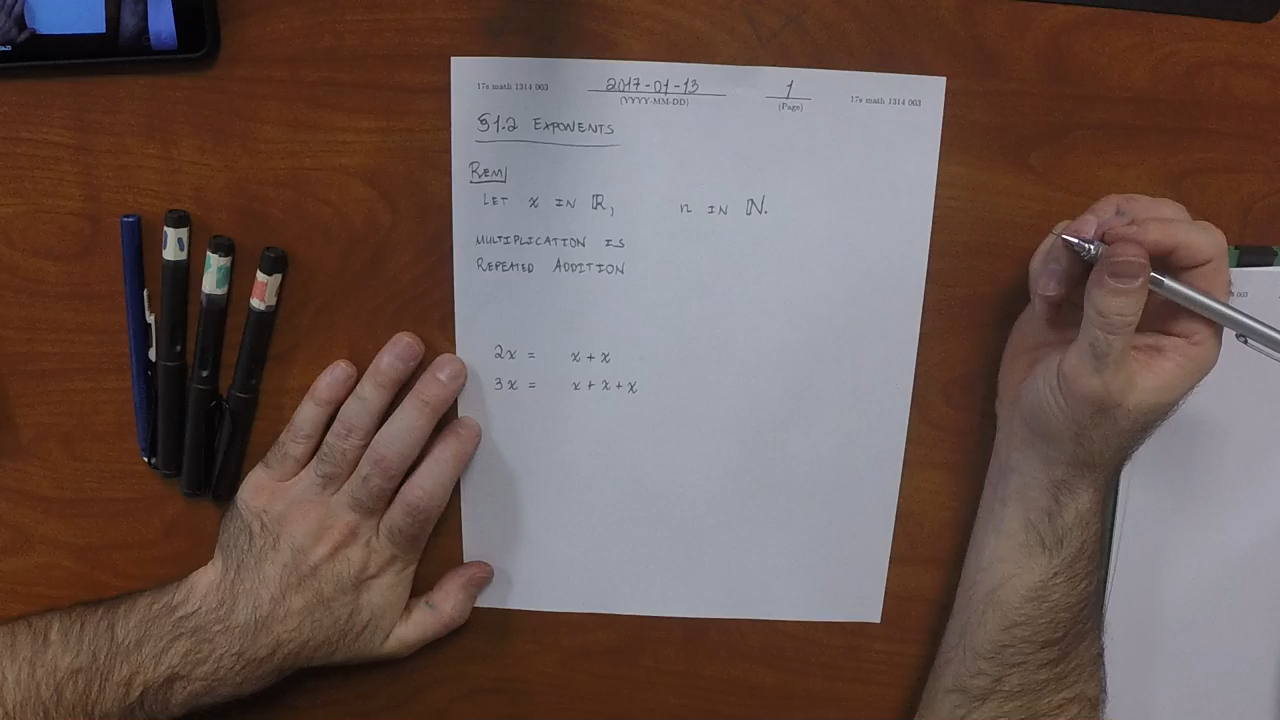 17s math 1314 003 2017-01-13 1 17s math 1314 003
(YYYY-MM-DD) (Page)
§1.2 EXPONENTS
REM
LET x IN ℝ, n IN ℕ.
MULTIPLICATION IS
REPEATED ADDITION
2x = x + x
3x = x + x + x
003